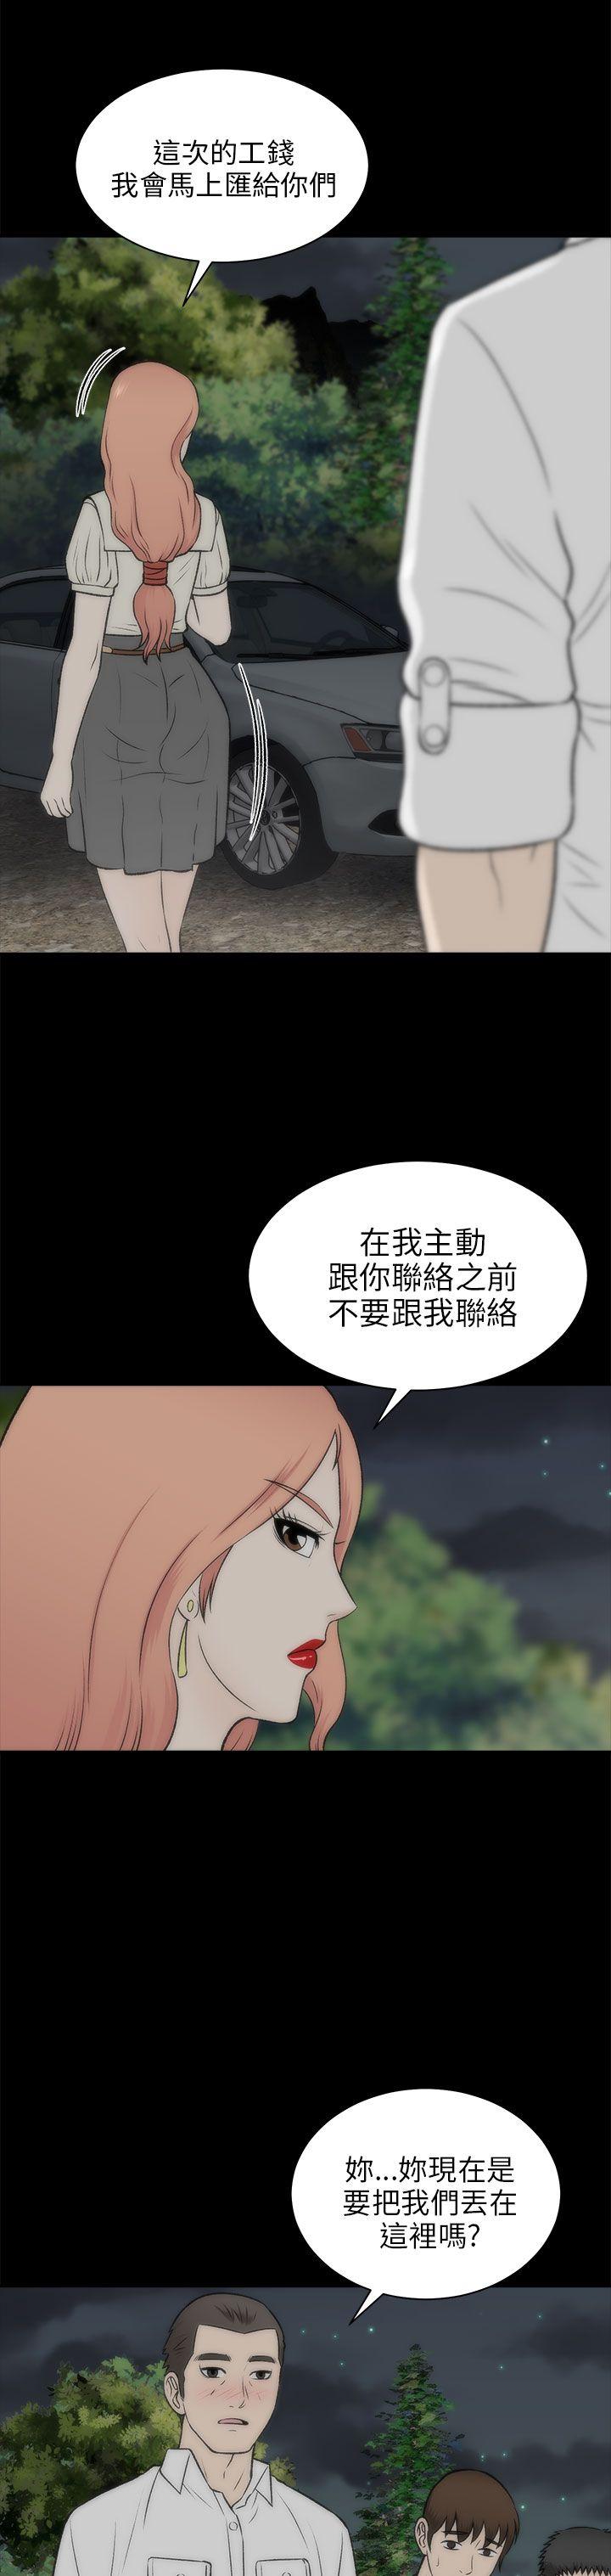 這次的工錢
我會馬上匯給你們
在我主動
跟你聯絡之前
不要跟我聯絡
妳...妳現在是
要把我們丟在
這裡嗎?